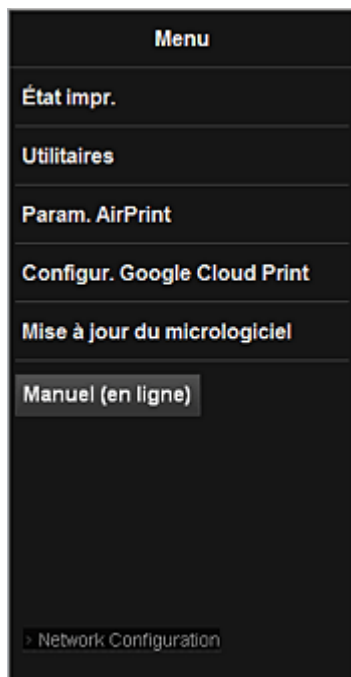 Menu
État impr.
Utilitaires
Param. AirPrint
Configur. Google Cloud Print
Mise à jour du micrologiciel
Manuel (en ligne)
> Network Configuration